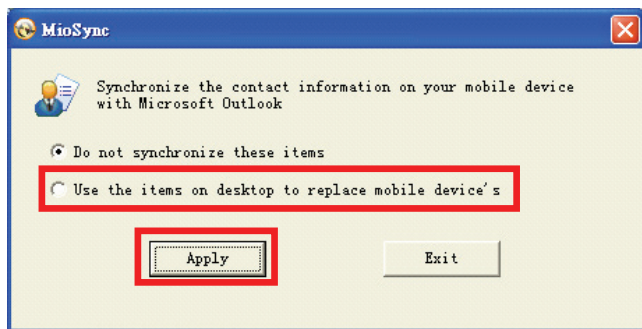 MioSync
Synchronize the contact information on your mobile device
with Microsoft Outlook
Do not synchronize these items
Use the items on desktop to replace mobile device's
Apply
Exit